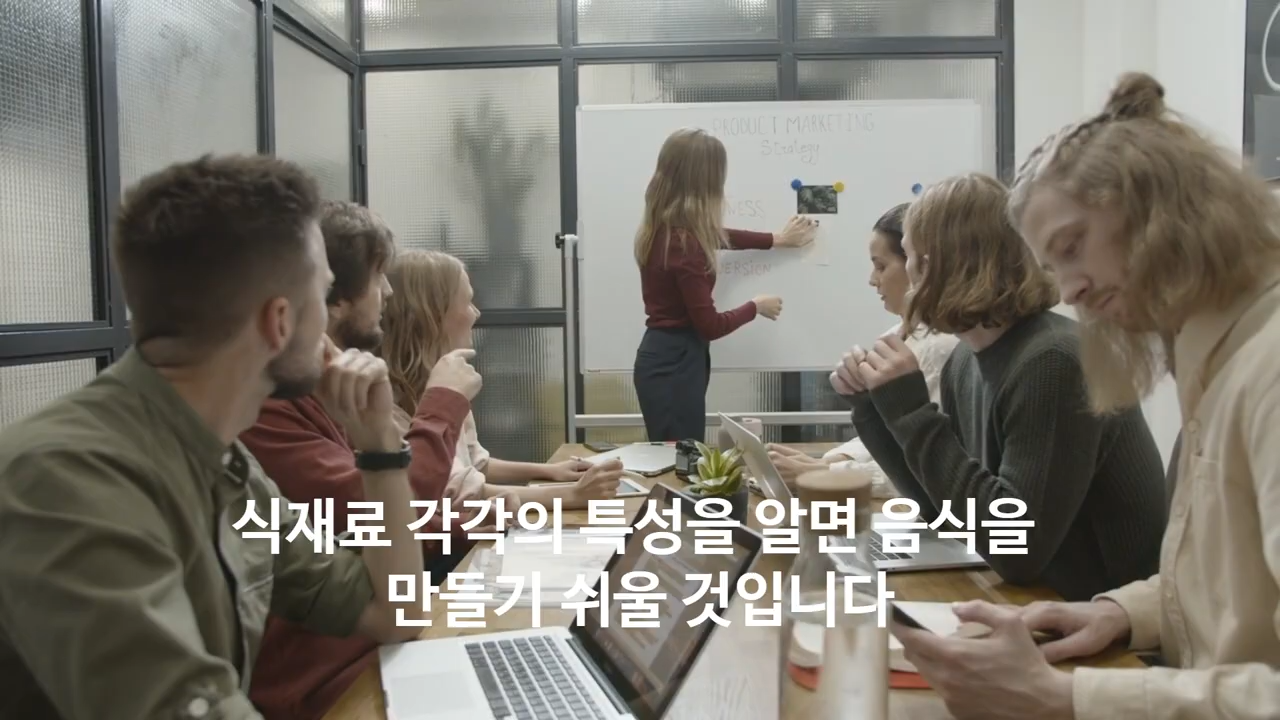 PRODUCT MARKETING
Strategy
식재료 각각의 특성을 알면 음식을
만들기 쉬울 것입니다